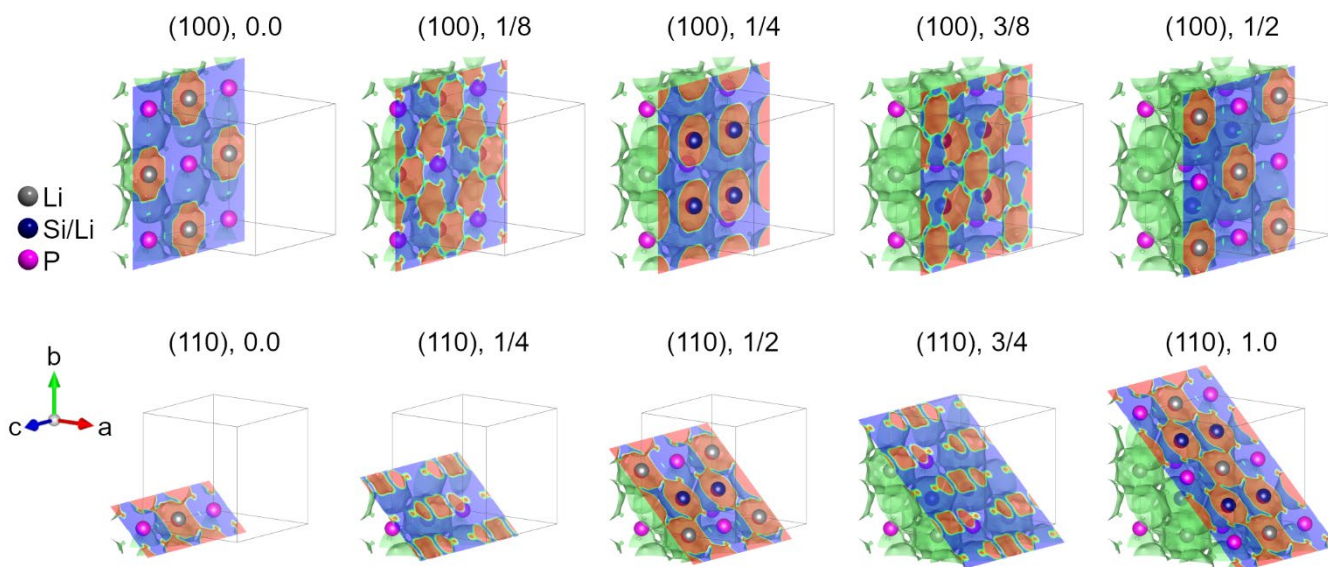 (100), 0.0 (100), 1/8 (100), 1/4 (100), 3/8 (100), 1/2
Li
Si/Li
P
(110), 0.0 (110), 1/4 (110), 1/2 (110), 3/4 (110), 1.0
b
c a